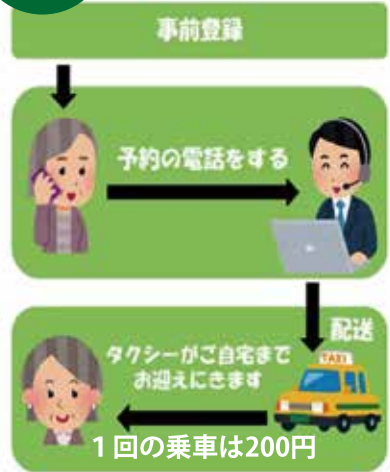 事前登録
予約の電話をする
配送
TAXI
タクシーがご自宅まで
お迎えにきます
1回の乗車は200円